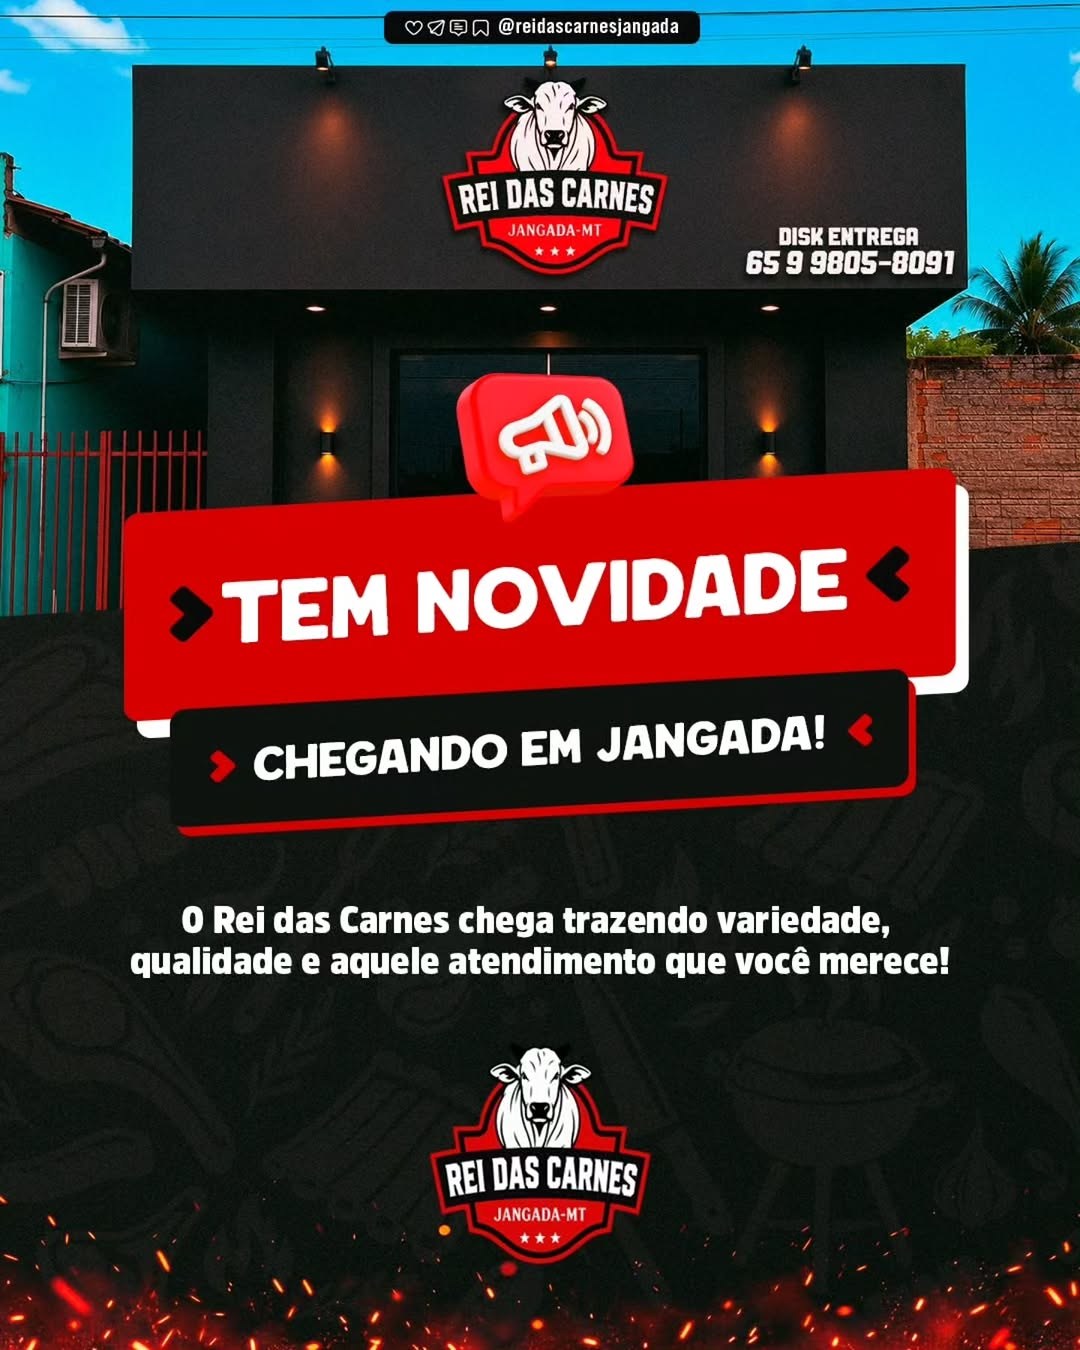 @reidascarnesjangada
REI DAS CARNES
JANGADA-MT
DISK ENTREGA
65 9 9805-8091
TEM NOVIDADE
CHEGANDO EM JANGADA!
O Rei das Carnes chega trazendo variedade,
qualidade e aquele atendimento que você merece!
REI DAS CARNES
JANGADA-MT